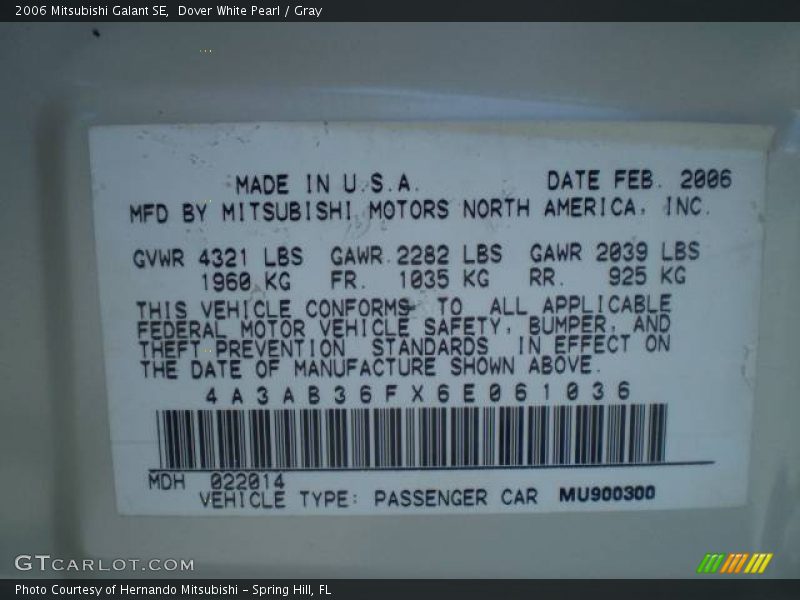 2006 Mitsubishi Galant SE,  Dover White Pearl / Gray
MADE IN U.S.A. DATE FEB. 2006
MFD BY MITSUBISHI MOTORS NORTH AMERICA, INC.
GVWR 4321 LBS GAWR 2282 LBS GAWR 2039 LBS
1960 KG FR. 1035 KG RR. 925 KG
THIS VEHICLE CONFORMS TO ALL APPLICABLE
FEDERAL MOTOR VEHICLE SAFETY, BUMPER, AND
THEFT PREVENTION STANDARDS IN EFFECT ON
THE DATE OF MANUFACTURE SHOWN ABOVE.
4A3AB36FX6E061036
MDH 022014
VEHICLE TYPE: PASSENGER CAR MU900300
GTCARLOT.COM
Photo Courtesy of Hernando Mitsubishi - Spring Hill, FL